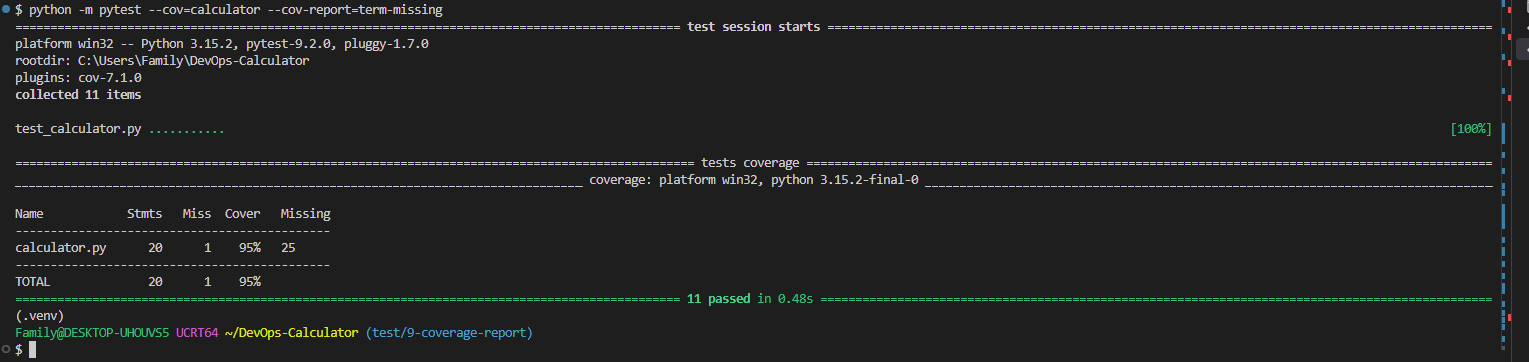 $ python -m pytest --cov=calculator --cov-report=term-missing
============================= test session starts =============================
platform win32 -- Python 3.15.2, pytest-9.2.0, pluggy-1.7.0
rootdir: C:\Users\Family\DevOps-Calculator
plugins: cov-7.1.0
collected 11 items
test_calculator.py ........... [100%]
============================= tests coverage =============================
_____________________________ coverage: platform win32, python 3.15.2-final-0 _____________________________
Name Stmts Miss Cover Missing
---------------------------------------------
calculator.py 20 1 95% 25
---------------------------------------------
TOTAL 20 1 95%
============================= 11 passed in 0.48s =============================
(.venv)
Family@DESKTOP-UHOUVS5 UCRT64 ~/DevOps-Calculator (test/9-coverage-report)
$